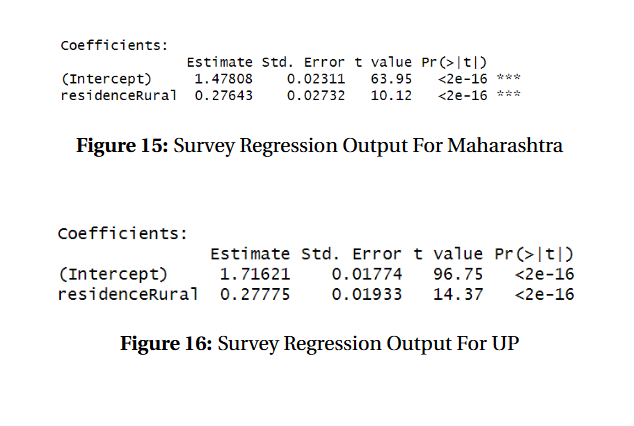 Coefficients:
Estimate Std. Error t value Pr(>|t|)
(Intercept) 1.47808 0.02311 63.95 <2e-16 ***
residenceRural 0.27643 0.02732 10.12 <2e-16 ***
Figure 15: Survey Regression Output For Maharashtra
Coefficients:
Estimate Std. Error t value Pr(>|t|)
(Intercept) 1.71621 0.01774 96.75 <2e-16
residenceRural 0.27775 0.01933 14.37 <2e-16
Figure 16: Survey Regression Output For UP